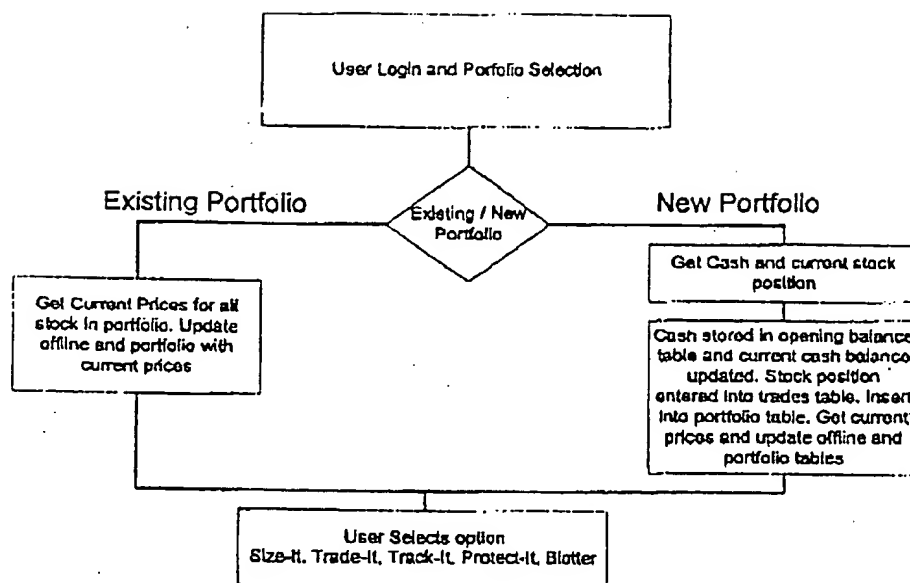 User Login and Porfolio Selection
Existing Portfolio
Existing / New
Portfolio
New Portfolio
Get Current Prices for all
stock in portfolio. Update
offline and portfolio with
current prices
Get Cash and current stock
position
Cash stored in opening balance
table and current cash balance
updated. Stock position
entered into trades table. Insert
into portfolio table. Get current
prices and update offline and
portfolio tables
User Selects option
Size-It, Trade-It, Track-It, Protect-It, Blotter